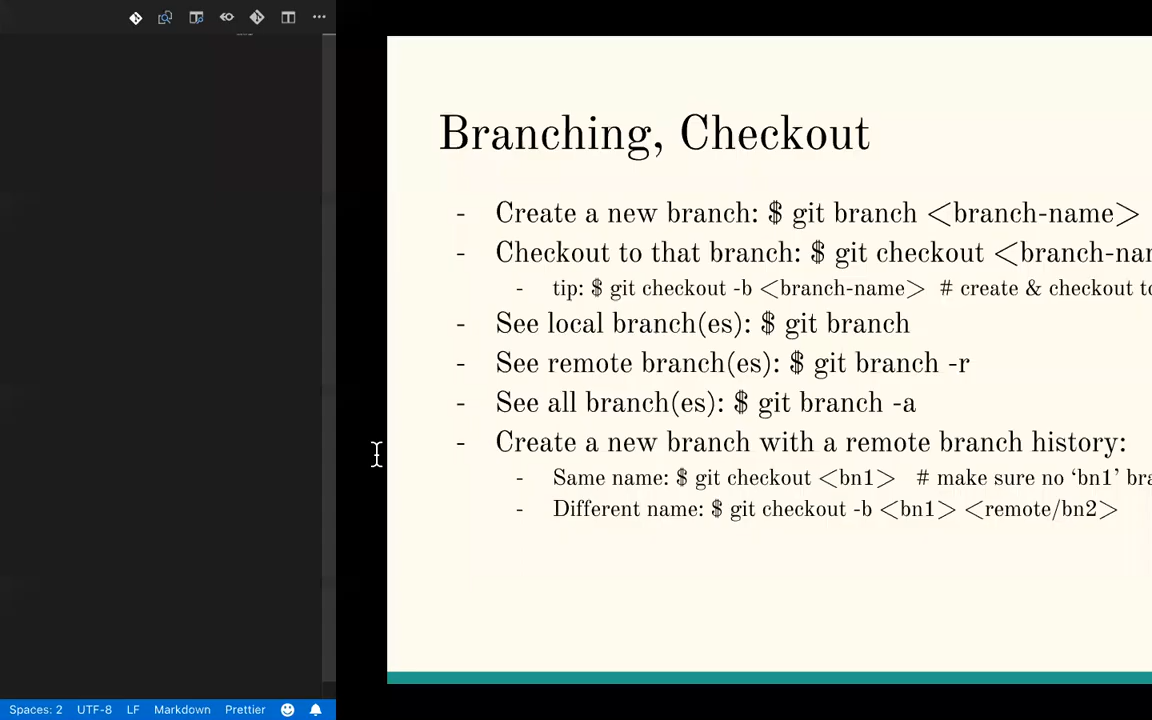 Branching, Checkout
- Create a new branch: $ git branch <branch-name>
- Checkout to that branch: $ git checkout <branch-nam
- tip: $ git checkout -b <branch-name> # create & checkout to
- See local branch(es): $ git branch
- See remote branch(es): $ git branch -r
- See all branch(es): $ git branch -a
- Create a new branch with a remote branch history:
- Same name: $ git checkout <bn1> # make sure no ‘bn1’ bra
- Different name: $ git checkout -b <bn1> <remote/bn2>
Spaces: 2 UTF-8 LF Markdown Prettier